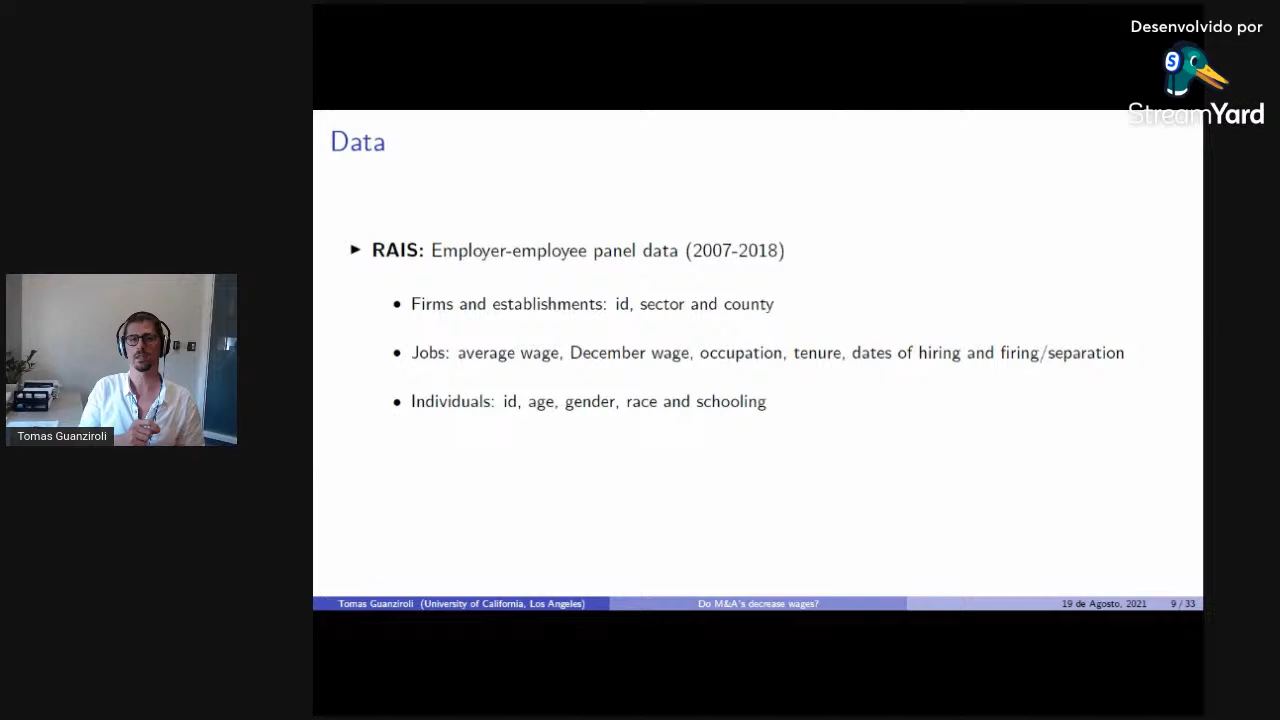 Desenvolvido por
StreamYard
Data
RAIS: Employer-employee panel data (2007-2018)
Firms and establishments: id, sector and county
Jobs: average wage, December wage, occupation, tenure, dates of hiring and firing/separation
Individuals: id, age, gender, race and schooling
Tomas Guanziroli
Tomas Guanziroli (University of California, Los Angeles)
Do M&A's decrease wages?
19 de Agosto, 2021 9 / 33